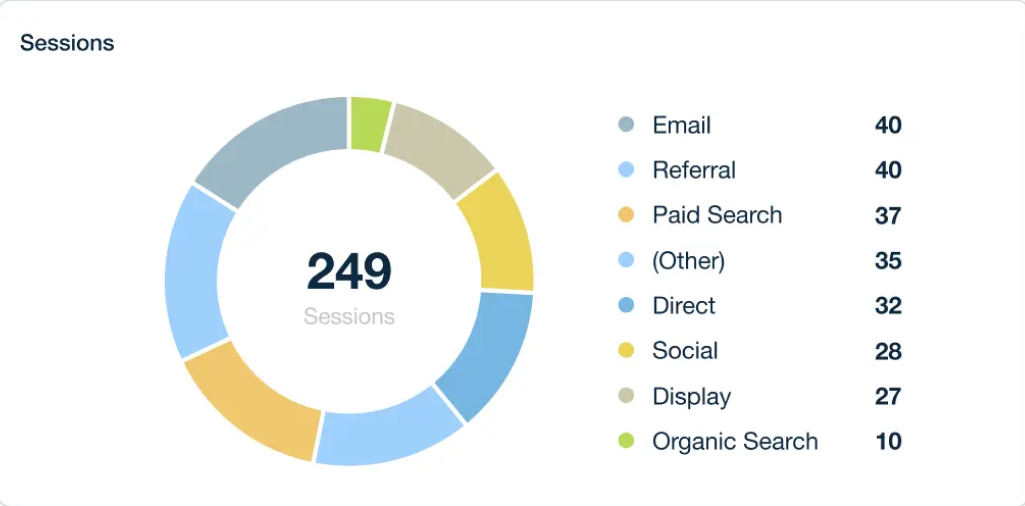 Sessions
249
Sessions
Email 40
Referral 40
Paid Search 37
(Other) 35
Direct 32
Social 28
Display 27
Organic Search 10